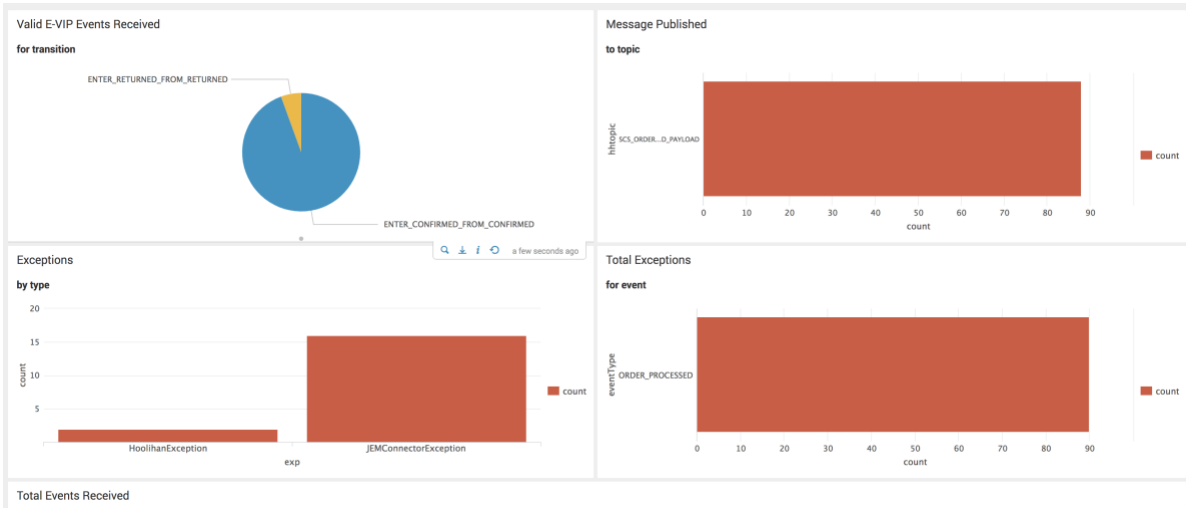 Valid E-VIP Events Received
for transition
ENTER_RETURNED_FROM_RETURNED
ENTER_CONFIRMED_FROM_CONFIRMED
i a few seconds ago
Message Published
to topic
hhtopic
SCS_ORDER...D_PAYLOAD
0 10 20 30 40 50 60 70 80 90
count
count
Exceptions
by type
20
15
10
5
count
HoolihanException JEMConnectorException
exp
count
Total Exceptions
for event
eventType
ORDER_PROCESSED
0 10 20 30 40 50 60 70 80 90
count
count
Total Events Received